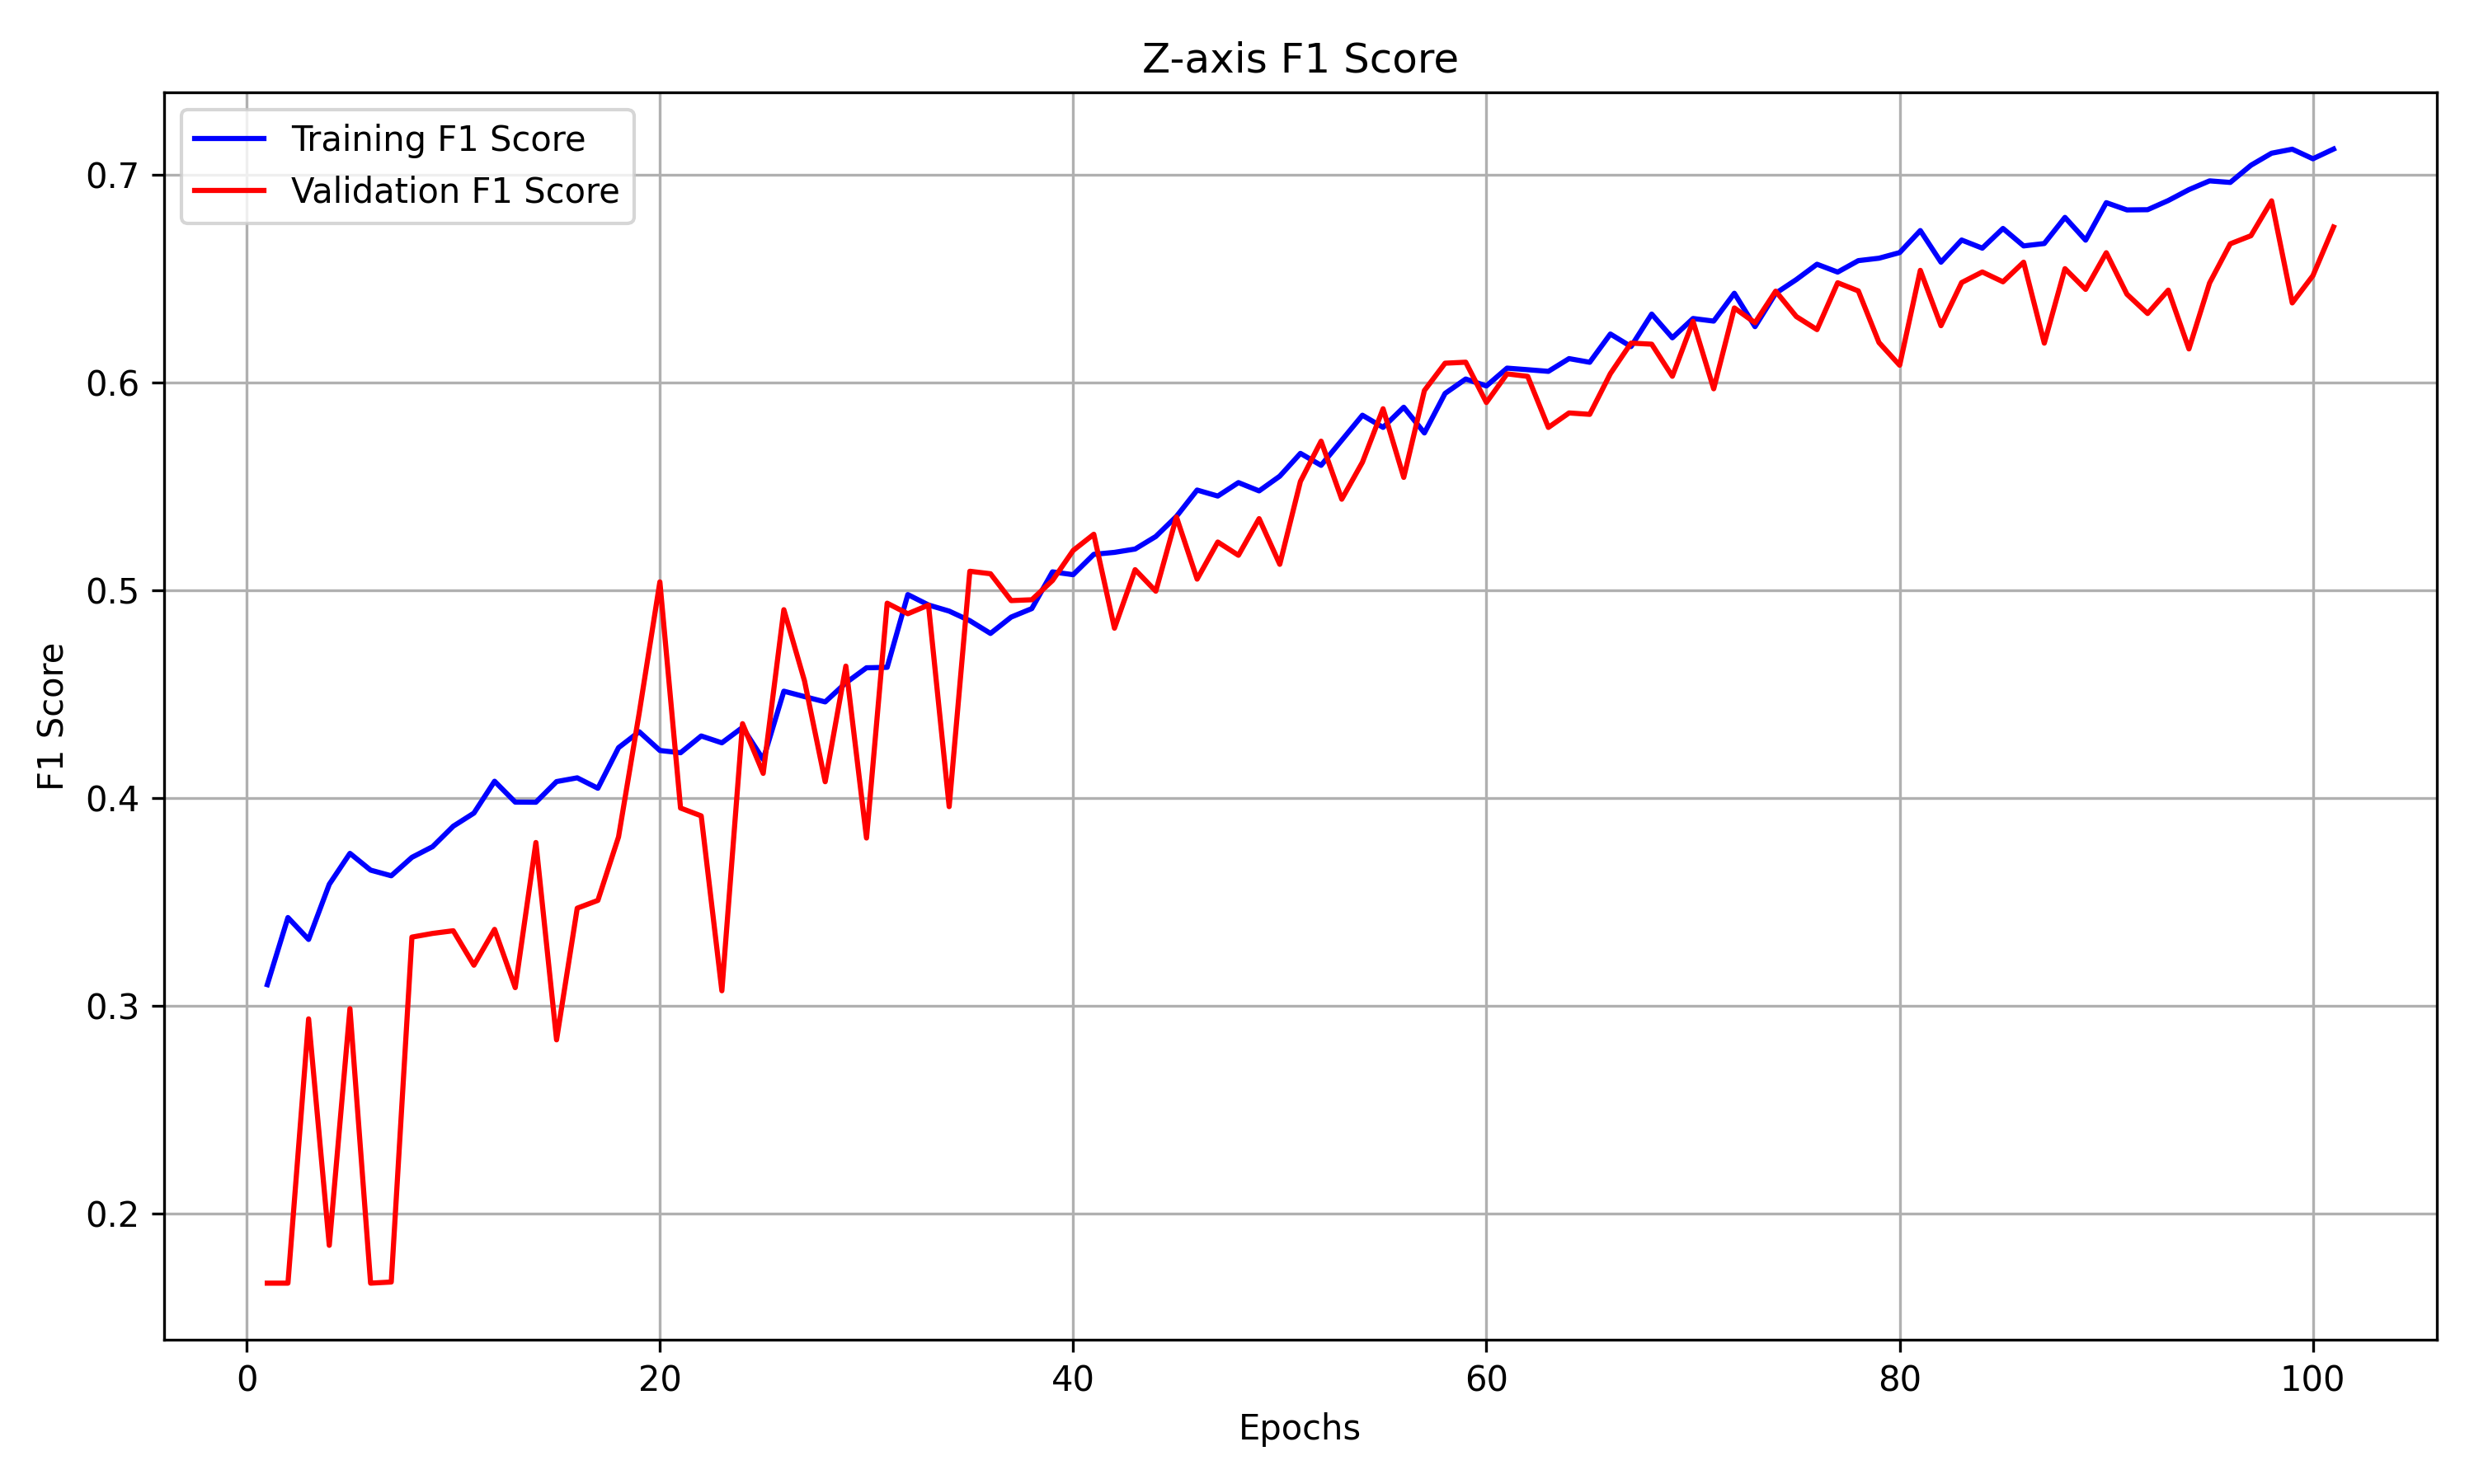 Z-axis F1 Score
Training F1 Score
Validation F1 Score
0.7
0.6
0.5
0.4
0.3
0.2
F1 Score
0 20 40 60 80 100
Epochs